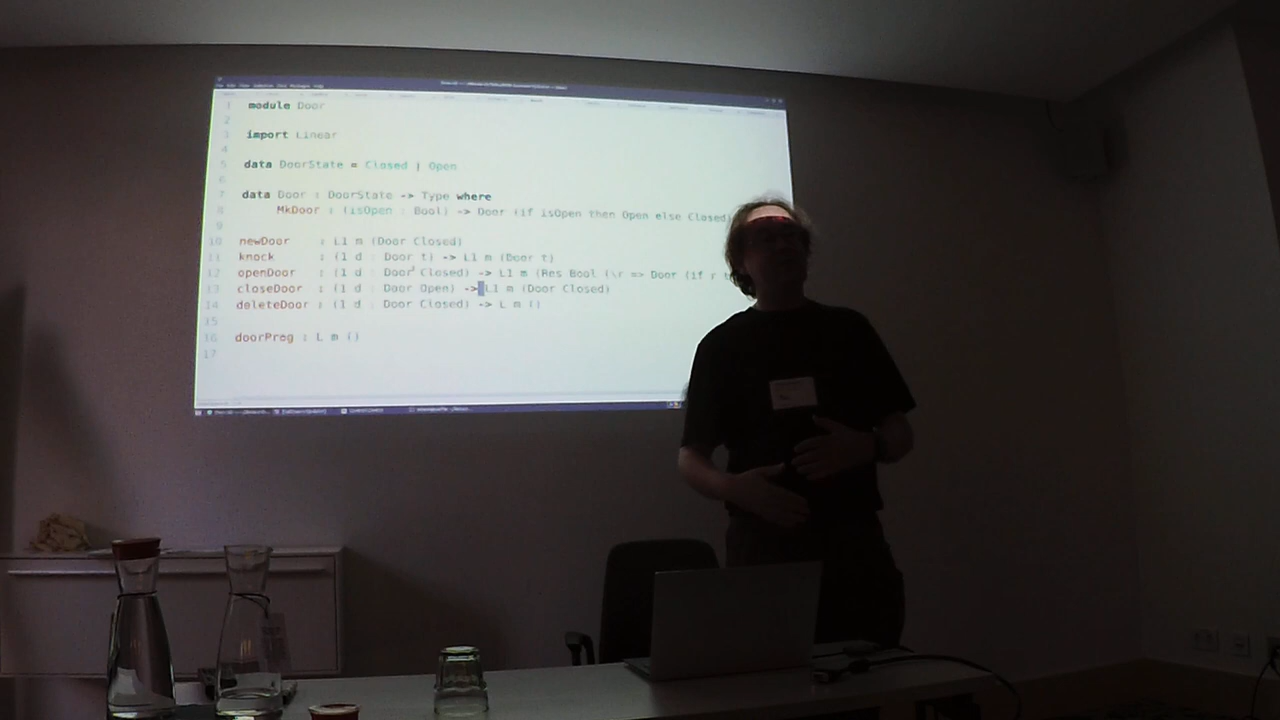 module Door
import Linear
data DoorState = Closed | Open
data Door : DoorState -> Type where
MkDoor : (isOpen : Bool) -> Door (if isOpen then Open else Closed
newDoor : L1 m (Door Closed)
knock : (1 d : Door t) -> L1 m (Door t)
openDoor : (1 d : Door Closed) -> L1 m (Res Bool (\r => Door (if r t
closeDoor : (1 d : Door Open) -> L1 m (Door Closed)
deleteDoor : (1 d : Door Closed) -> L m ()
doorProg : L m ()